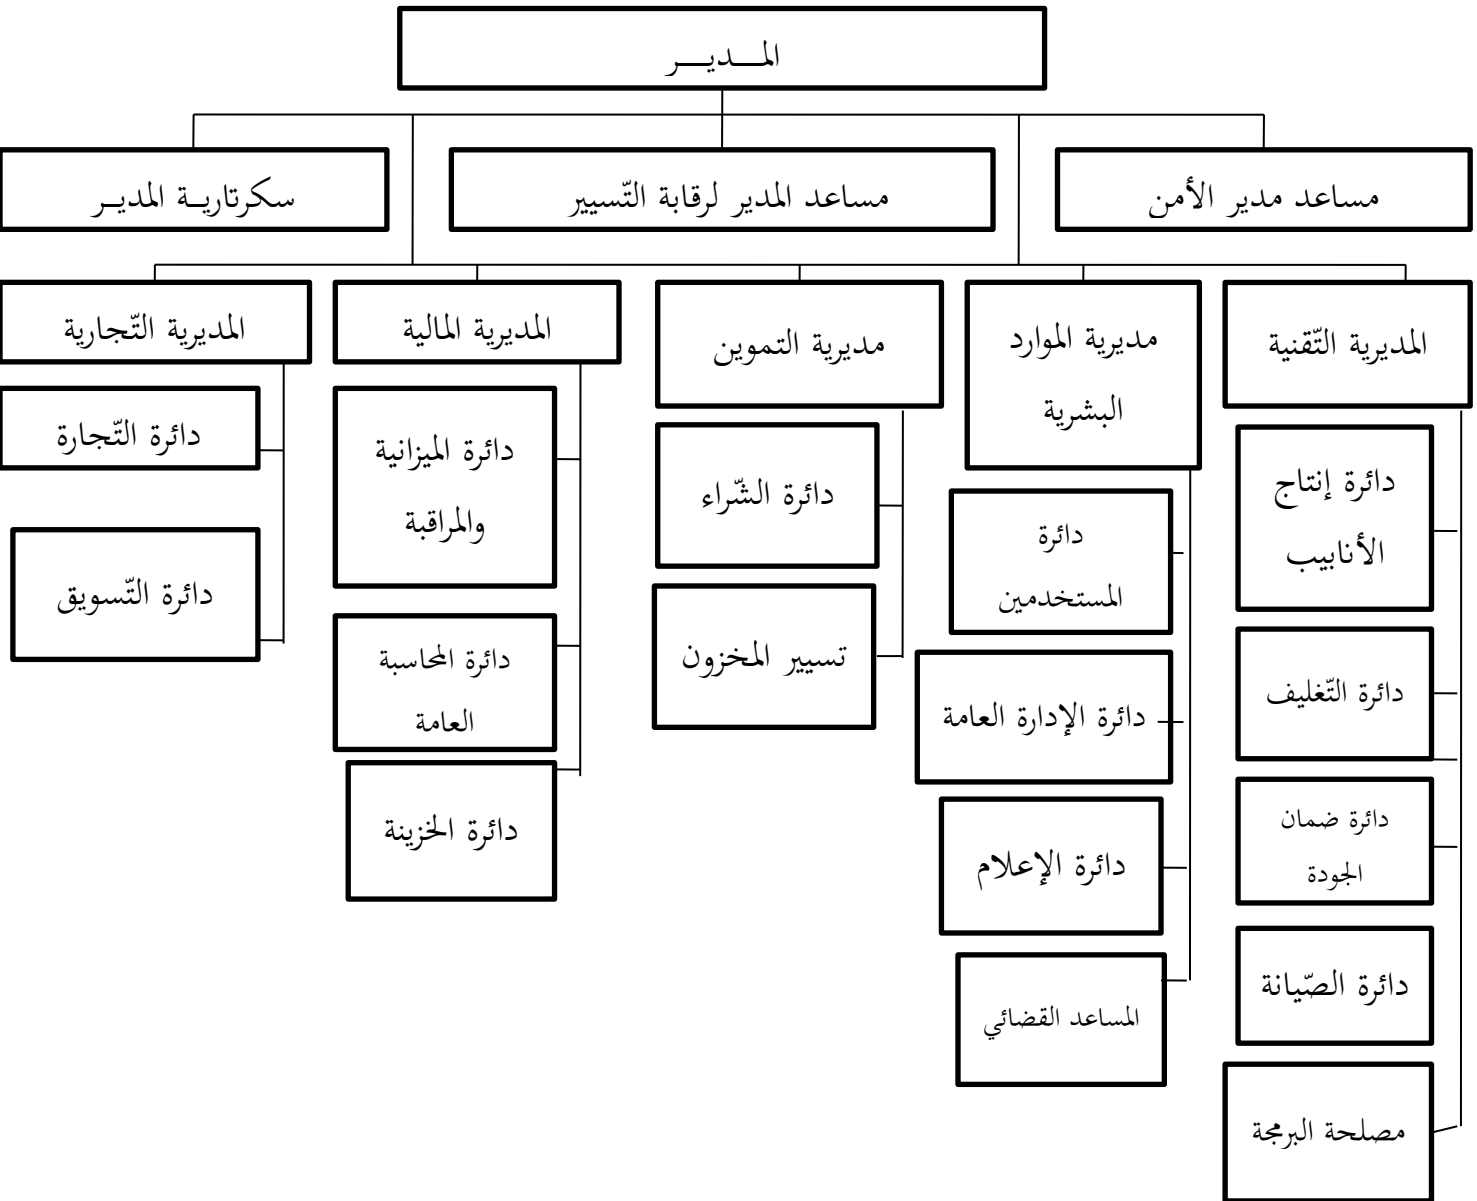 المـــديـــر
مساعد مدير الأمن
مساعد المدير لرقابة التّسيير
سكرتاريـة المديـر
المديرية التّقنية
مديرية الموارد
البشرية
مديرية التموين
المديرية المالية
المديرية التّجارية
دائرة إنتاج
الأنابيب
دائرة التّغليف
دائرة ضمان
الجودة
دائرة الصّيانة
مصلحة البرمجة
دائرة
المستخدمين
دائرة الإدارة العامة
دائرة الإعلام
المساعد القضائي
دائرة الشّراء
تسيير المخزون
دائرة الميزانية
والمراقبة
دائرة المحاسبة
العامة
دائرة الخزينة
دائرة التّجارة
دائرة التّسويق